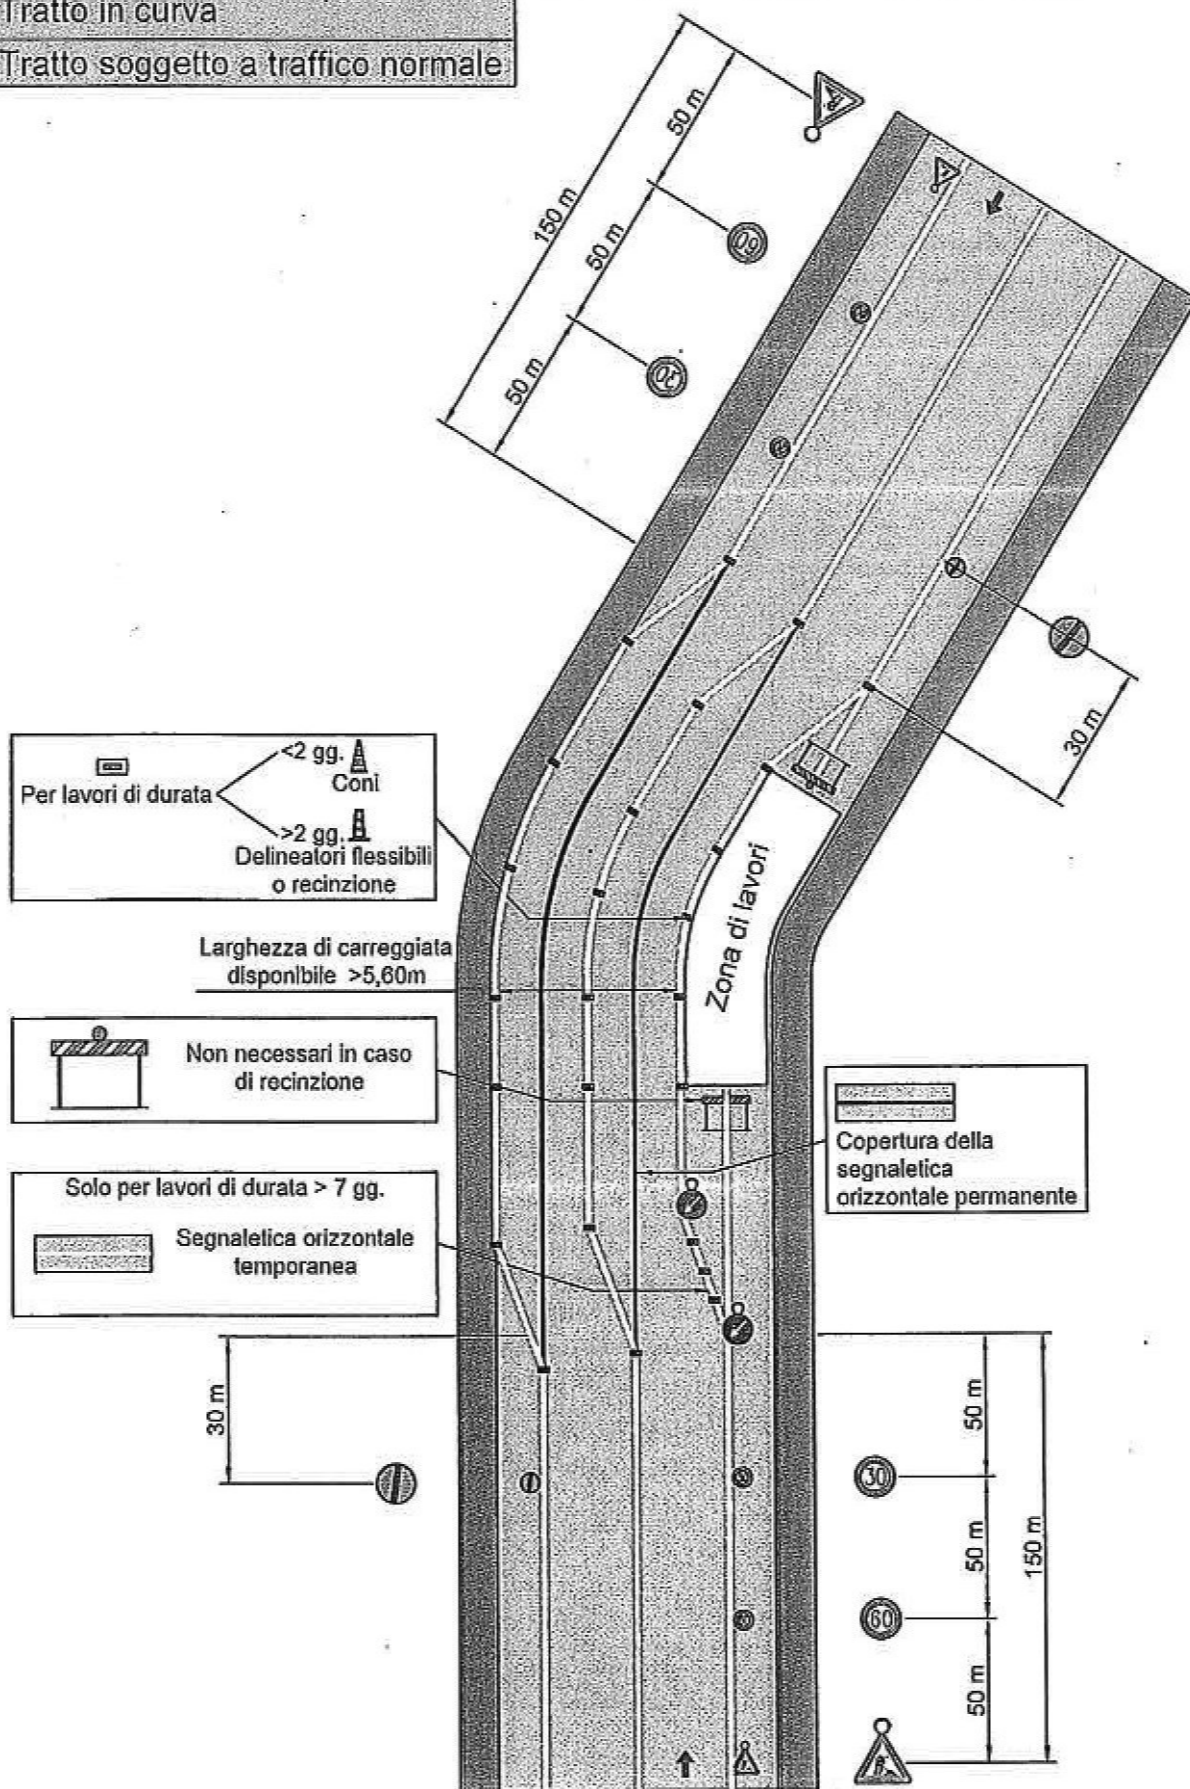 Tratto in curva
Tratto soggetto a traffico normale
150 m
50 m
50 m
50 m
60
30 m
Per lavori di durata
<2 gg.
Coni
>2 gg.
Delineatori flessibili
o recinzione
Zona di lavori
Larghezza di carreggiata
disponibile >5,60m
Non necessari in caso
di recinzione
Copertura della
segnaletica
orizzontale permanente
Solo per lavori di durata > 7 gg.
Segnaletica orizzontale
temporanea
30 m
50 m
30
50 m
150 m
60
50 m